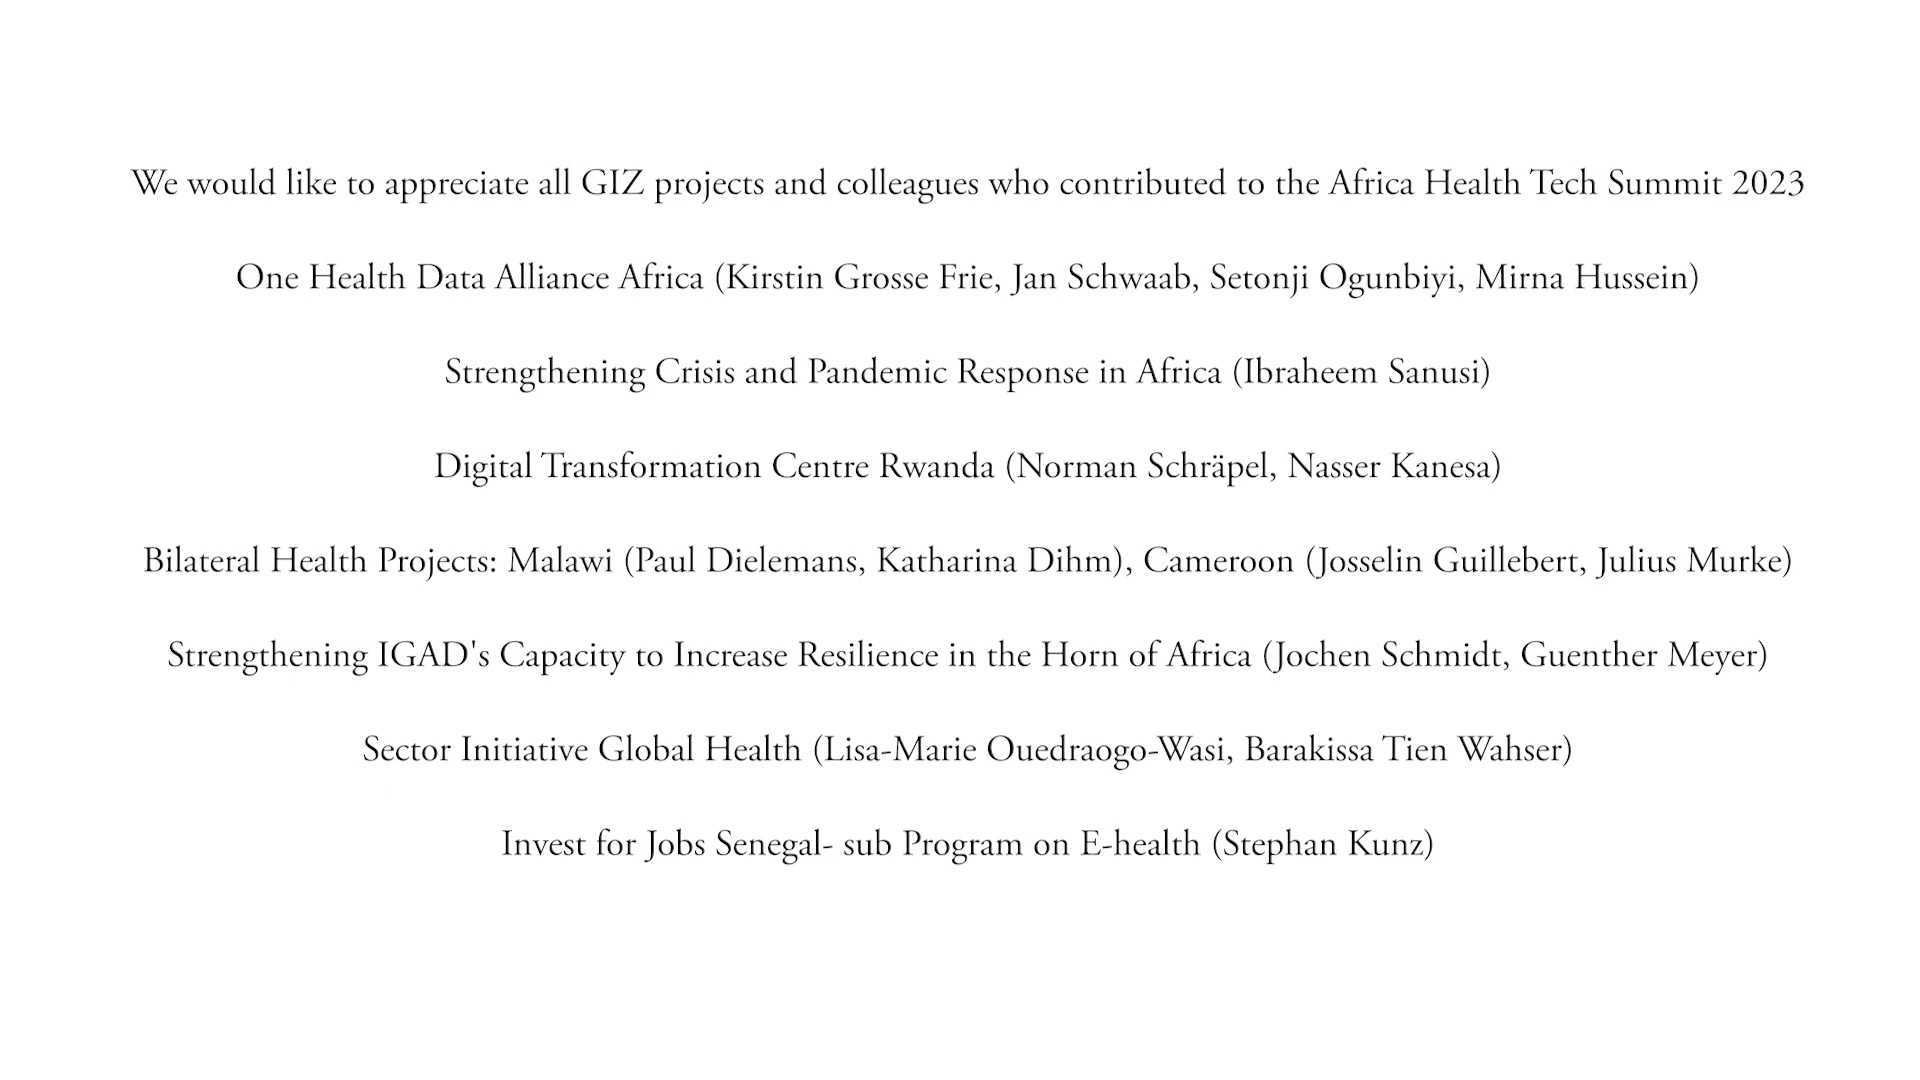 We would like to appreciate all GIZ projects and colleagues who contributed to the Africa Health Tech Summit 2023
One Health Data Alliance Africa (Kirstin Grosse Frie, Jan Schwaab, Setonji Ogunbiyi, Mirna Hussein)
Strengthening Crisis and Pandemic Response in Africa (Ibraheem Sanusi)
Digital Transformation Centre Rwanda (Norman Schräpel, Nasser Kanesa)
Bilateral Health Projects: Malawi (Paul Dielemans, Katharina Dihm), Cameroon (Josselin Guillebert, Julius Murke)
Strengthening IGAD's Capacity to Increase Resilience in the Horn of Africa (Jochen Schmidt, Guenther Meyer)
Sector Initiative Global Health (Lisa-Marie Ouedraogo-Wasi, Barakissa Tien Wahser)
Invest for Jobs Senegal- sub Program on E-health (Stephan Kunz)